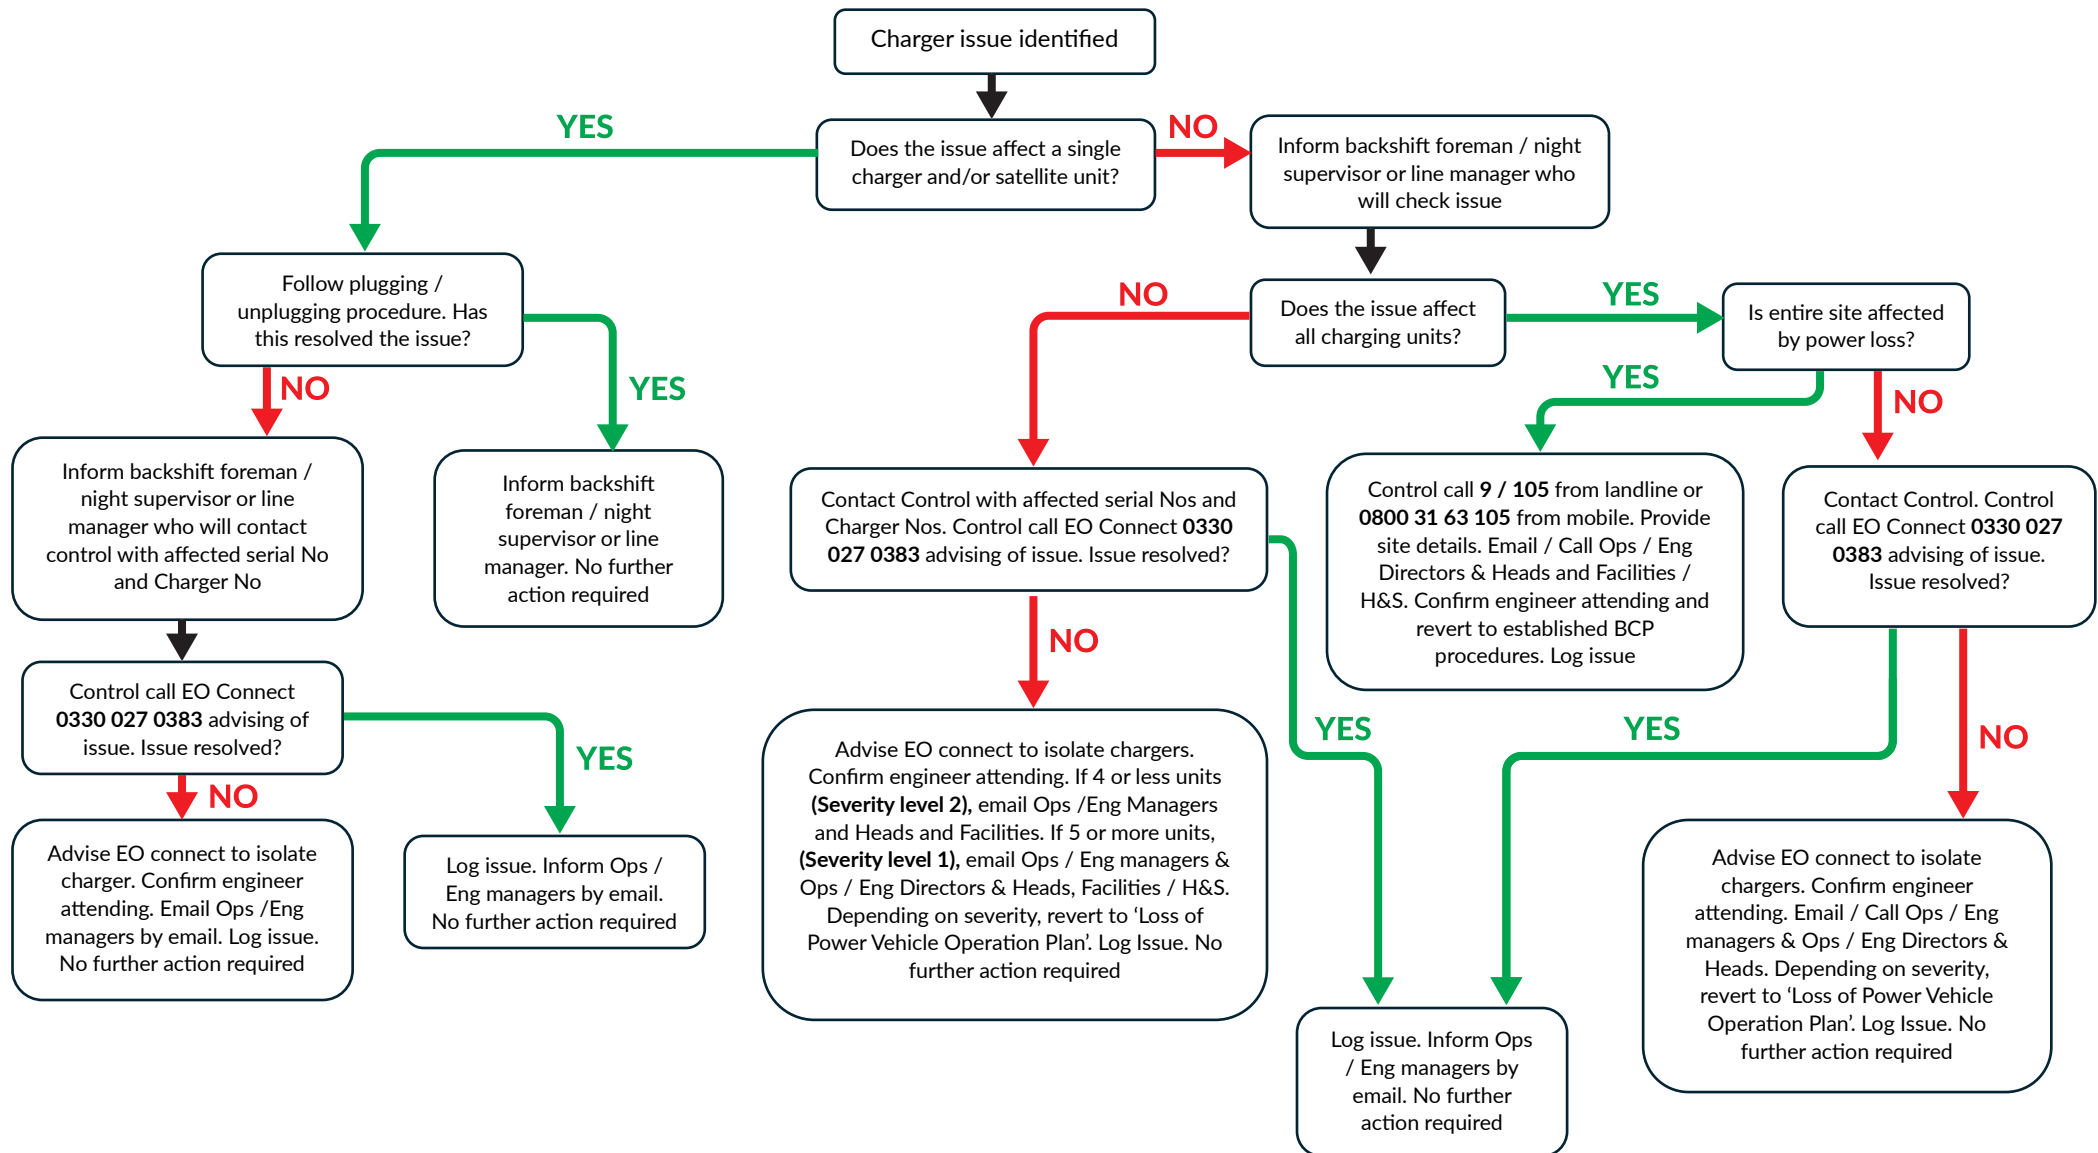 Charger issue identified
YES
Does the issue affect a single
charger and/or satellite unit?
NO
Inform backshift foreman / night
supervisor or line manager who
will check issue
Follow plugging /
unplugging procedure. Has
this resolved the issue?
NO
Does the issue affect
all charging units?
YES
Is entire site affected
by power loss?
NO
YES
YES
NO
Inform backshift foreman /
night supervisor or line
manager who will contact
control with affected serial No
and Charger No
Inform backshift
foreman / night
supervisor or line
manager. No further
action required
Contact Control with affected serial Nos and
Charger Nos. Control call EO Connect 0330
027 0383 advising of issue. Issue resolved?
Control call 9 / 105 from landline or
0800 31 63 105 from mobile. Provide
site details. Email / Call Ops / Eng
Directors & Heads and Facilities /
H&S. Confirm engineer attending and
revert to established BCP
procedures. Log issue
Contact Control. Control
call EO Connect 0330 027
0383 advising of issue.
Issue resolved?
Control call EO Connect
0330 027 0383 advising of
issue. Issue resolved?
YES
NO
NO
YES
YES
NO
Advise EO connect to isolate
charger. Confirm engineer
attending. Email Ops /Eng
managers by email. Log issue.
No further action required
Log issue. Inform Ops /
Eng managers by email.
No further action required
Advise EO connect to isolate chargers.
Confirm engineer attending. If 4 or less units
(Severity level 2), email Ops /Eng Managers
and Heads and Facilities. If 5 or more units,
(Severity level 1), email Ops / Eng managers &
Ops / Eng Directors & Heads, Facilities / H&S.
Depending on severity, revert to ‘Loss of
Power Vehicle Operation Plan’. Log Issue. No
further action required
Log issue. Inform Ops
/ Eng managers by
email. No further
action required
Advise EO connect to isolate
chargers. Confirm engineer
attending. Email / Call Ops / Eng
managers & Ops / Eng Directors &
Heads. Depending on severity,
revert to ‘Loss of Power Vehicle
Operation Plan’. Log Issue. No
further action required